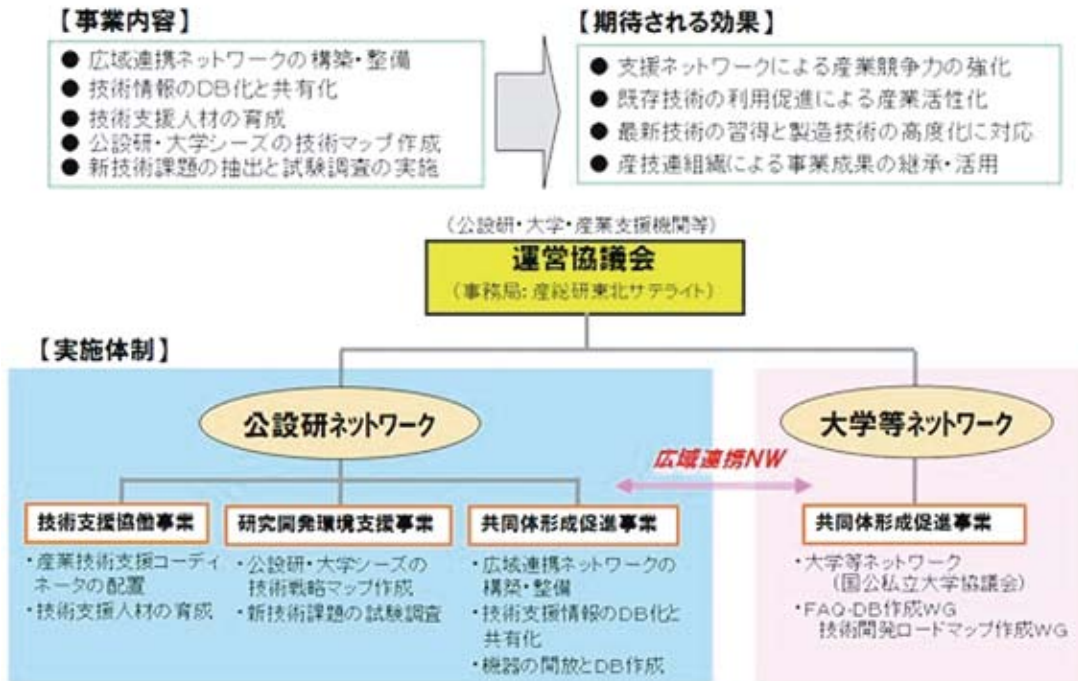 【事業内容】
● 広域連携ネットワークの構築・整備
● 技術情報のDB化と共有化
● 技術支援人材の育成
● 公設研・大学シーズの技術マップ作成
● 新技術課題の抽出と試験調査の実施
【期待される効果】
● 支援ネットワークによる産業競争力の強化
● 既存技術の利用促進による産業活性化
● 最新技術の習得と製造技術の高度化に対応
● 産技連組織による事業成果の継承・活用
（公設研・大学・産業支援機関等）
運営協議会
（事務局：産総研東北サテライト）
【実施体制】
公設研ネットワーク
技術支援協働事業
・産業技術支援コーディ
ネータの配置
・技術支援人材の育成
研究開発環境支援事業
・公設研・大学シーズの
技術戦略マップ作成
・新技術課題の試験調査
共同体形成促進事業
・広域連携ネットワークの
構築・整備
・技術支援情報のDB化と
共有化
・機器の開放とDB作成
広域連携NW
大学等ネットワーク
共同体形成促進事業
・大学等ネットワーク
（国公私立大学協議会）
・FAQ-DB作成WG
技術開発ロードマップ作成WG